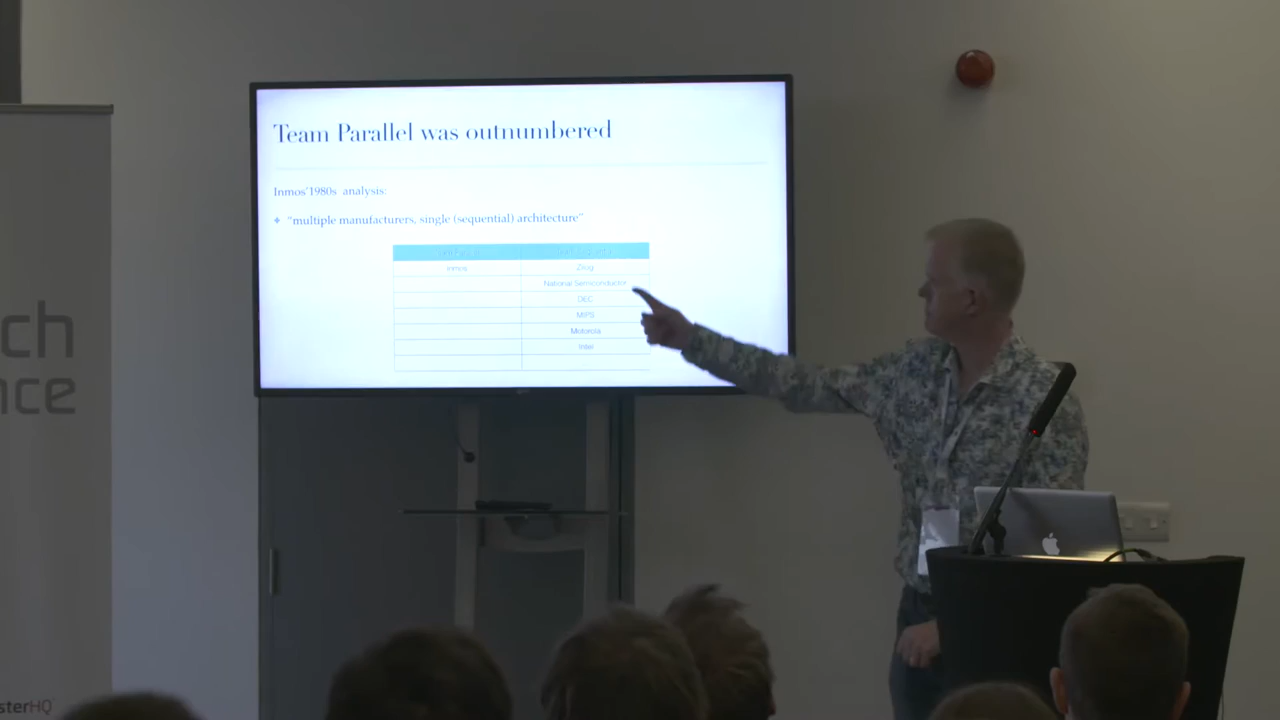 Team Parallel was outnumbered
Inmos' 1980s analysis:
+ "multiple manufacturers, single (sequential) architecture"
Inmos Zilog
National Semiconductor
DEC
MIPS
Motorola
Intel
ch
nce
sterHQ